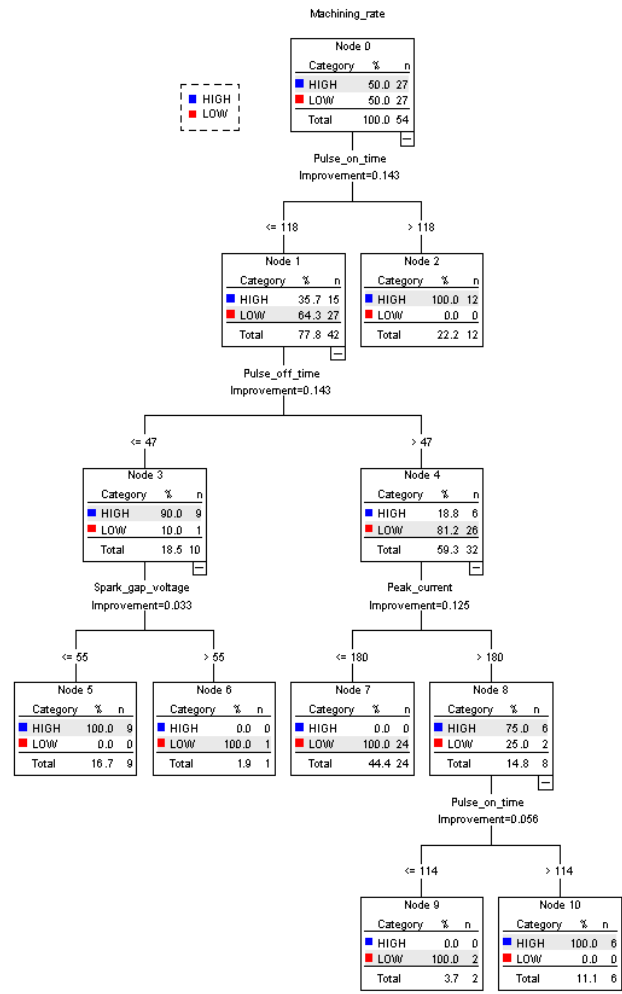 Machining_rate
Node 0
Category % n
HIGH 50.0 27
LOW 50.0 27
Total 100.0 54
HIGH
LOW
Pulse_on_time
Improvement=0.143
<= 118
> 118
Node 1
Category % n
HIGH 35.7 15
LOW 64.3 27
Total 77.8 42
Node 2
Category % n
HIGH 100.0 12
LOW 0.0 0
Total 22.2 12
Pulse_off_time
Improvement=0.143
<= 47
> 47
Node 3
Category % n
HIGH 90.0 9
LOW 10.0 1
Total 18.5 10
Node 4
Category % n
HIGH 18.8 6
LOW 81.2 26
Total 59.3 32
Spark_gap_voltage
Improvement=0.033
Peak_current
Improvement=0.125
<= 55
> 55
<= 180
> 180
Node 5
Category % n
HIGH 100.0 9
LOW 0.0 0
Total 16.7 9
Node 6
Category % n
HIGH 0.0 0
LOW 100.0 1
Total 1.9 1
Node 7
Category % n
HIGH 0.0 0
LOW 100.0 24
Total 44.4 24
Node 8
Category % n
HIGH 75.0 6
LOW 25.0 2
Total 14.8 8
Pulse_on_time
Improvement=0.056
<= 114
> 114
Node 9
Category % n
HIGH 0.0 0
LOW 100.0 2
Total 3.7 2
Node 10
Category % n
HIGH 100.0 6
LOW 0.0 0
Total 11.1 6